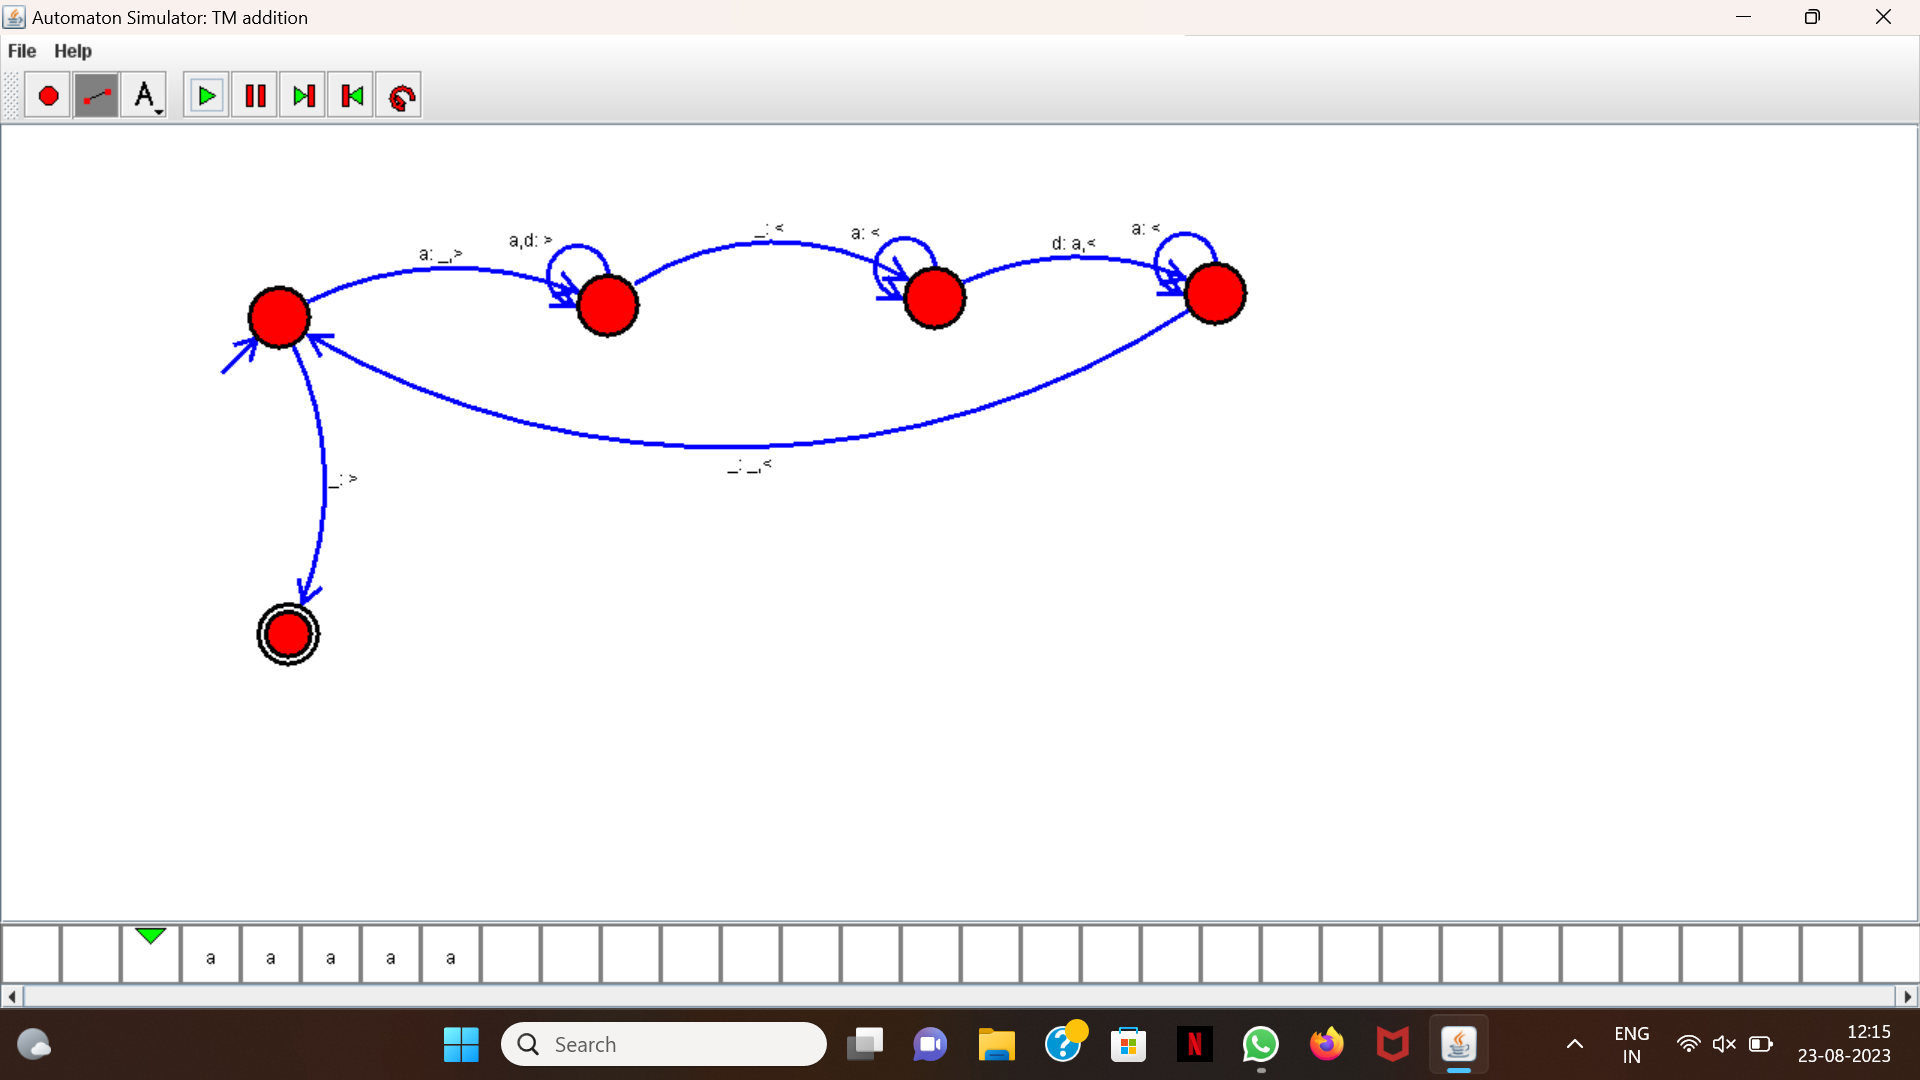 Automaton Simulator: TM addition
File Help
A
a: _,>
a,d: >
_: <
a: <
d: a,<
a: <
_: _,<
_: >
a a a a a
Search
N
ENG
IN
12:15
23-08-2023